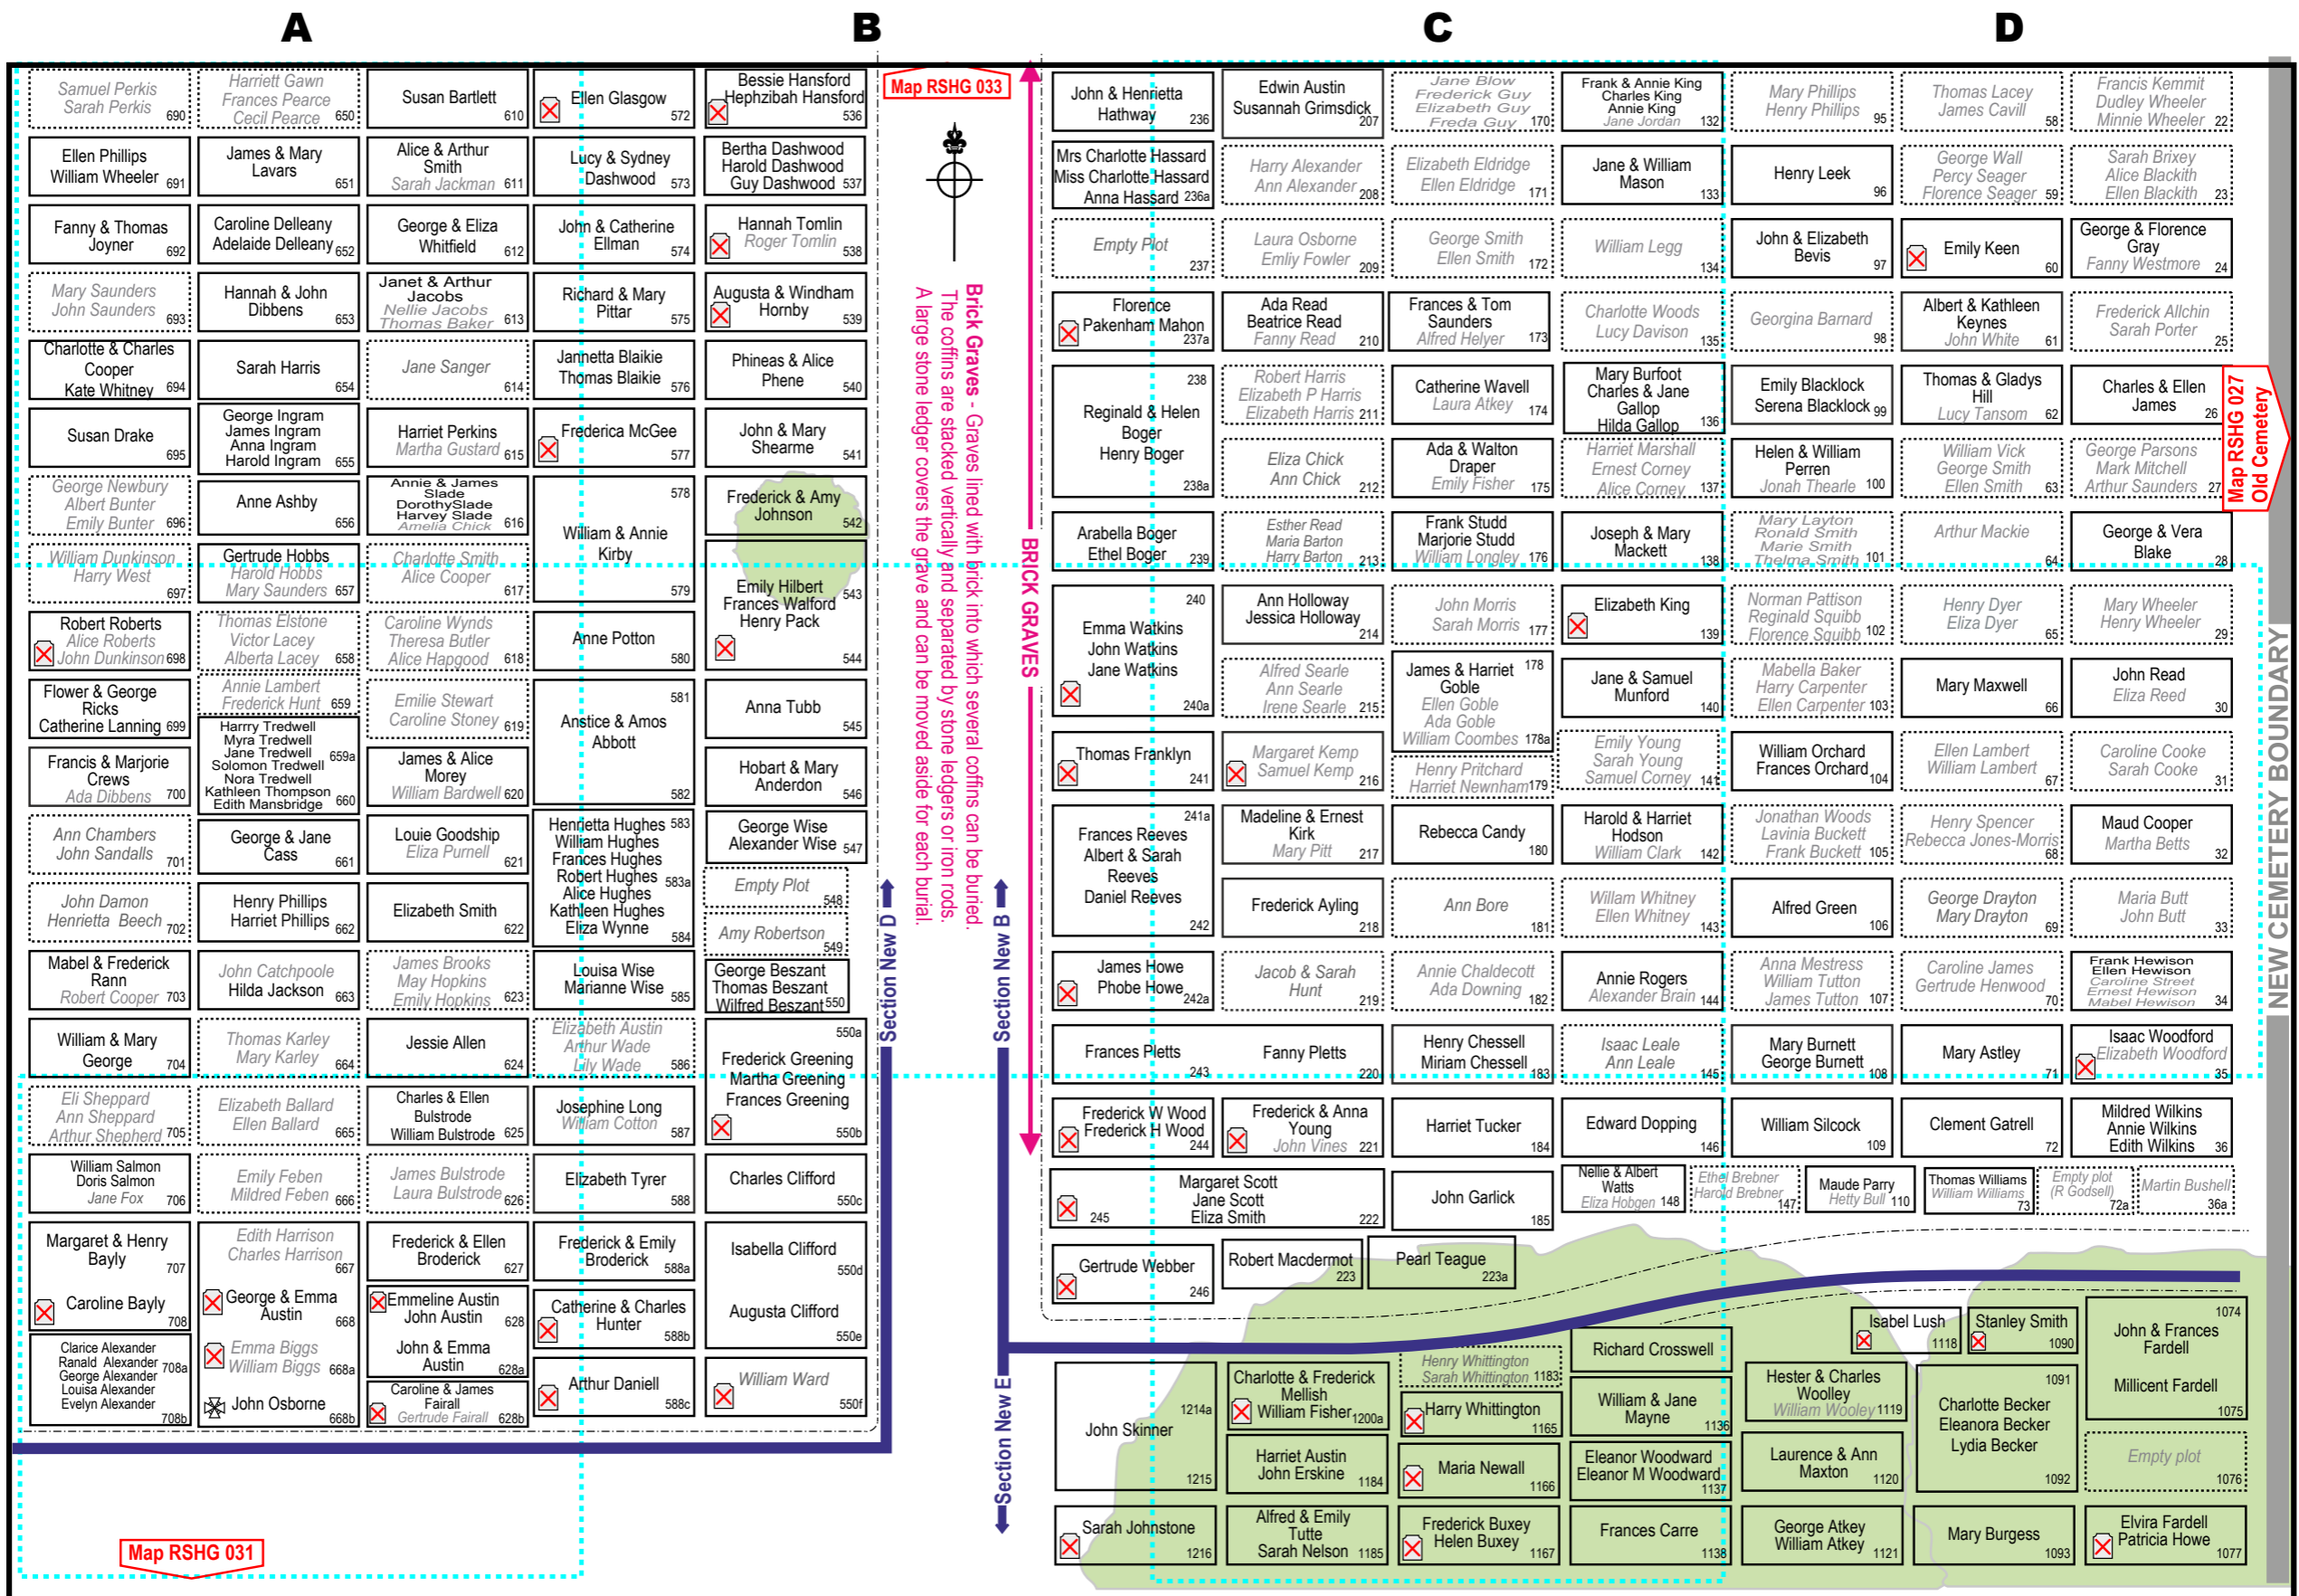 A
B
C
D
Samuel Perkis
Sarah Perkis
690
Harriett Gawn
Frances Pearce
Cecil Pearce
650
Susan Bartlett
610
Ellen Glasgow
572
Bessie Hansford
Hephzibah Hansford
536
Ellen Phillips
William Wheeler
691
James & Mary
Lavars
651
Alice & Arthur
Smith
Sarah Jackman
611
Lucy & Sydney
Dashwood
573
Bertha Dashwood
Harold Dashwood
Guy Dashwood
537
Fanny & Thomas
Joyner
692
Caroline Delleany
Adelaide Delleany
652
George & Eliza
Whitfield
612
John & Catherine
Ellman
574
Hannah Tomlin
Roger Tomlin
538
Mary Saunders
John Saunders
693
Hannah & John
Dibbens
653
Janet & Arthur
Jacobs
Nellie Jacobs
Thomas Baker
613
Richard & Mary
Pittar
575
Augusta & Windham
Hornby
539
Charlotte & Charles
Cooper
Kate Whitney
694
Sarah Harris
654
Jane Sanger
614
Jannetta Blaikie
Thomas Blaikie
576
Phineas & Alice
Phene
540
Susan Drake
695
George Ingram
James Ingram
Anna Ingram
Harold Ingram
655
Harriet Perkins
Martha Gustard
615
Frederica McGee
577
John & Mary
Shearme
541
George Newbury
Albert Bunter
Emily Bunter
696
Anne Ashby
656
Annie & James
Slade
DorothySlade
Harvey Slade
Amelia Chick
616
578
William & Annie
Kirby
579
Frederick & Amy
Johnson
542
William Dunkinson
Harry West
697
Gertrude Hobbs
Harold Hobbs
Mary Saunders
657
Charlotte Smith
Alice Cooper
617
Emily Hilbert
543
Frances Walford
Henry Pack
544
Robert Roberts
Alice Roberts
John Dunkinson
698
Thomas Elstone
Victor Lacey
Alberta Lacey
658
Caroline Wynds
Theresa Butler
Alice Hapgood
618
Anne Potton
580
Flower & George
Ricks
Catherine Lanning
699
Annie Lambert
Frederick Hunt
659
Emilie Stewart
Caroline Stoney
619
581
Anstice & Amos
Abbott
582
Anna Tubb
545
Harrry Tredwell
Myra Tredwell
Jane Tredwell
Solomon Tredwell
659a
Nora Tredwell
Kathleen Thompson
Edith Mansbridge
660
Francis & Marjorie
Crews
Ada Dibbens
700
James & Alice
Morey
William Bardwell
620
Hobart & Mary
Anderdon
546
Ann Chambers
John Sandalls
701
George & Jane
Cass
661
Louie Goodship
Eliza Purnell
621
Henrietta Hughes
583
William Hughes
Frances Hughes
Robert Hughes
583a
Alice Hughes
Kathleen Hughes
Eliza Wynne
584
George Wise
Alexander Wise
547
Empty Plot
548
John Damon
Henrietta Beech
702
Henry Phillips
Harriet Phillips
662
Elizabeth Smith
622
Amy Robertson
549
Mabel & Frederick
Rann
Robert Cooper
703
John Catchpoole
Hilda Jackson
663
James Brooks
May Hopkins
Emily Hopkins
623
Louisa Wise
Marianne Wise
585
George Beszant
Thomas Beszant
Wilfred Beszant
550
William & Mary
George
704
Thomas Karley
Mary Karley
664
Jessie Allen
624
Elizabeth Austin
Arthur Wade
Lily Wade
586
550a
Frederick Greening
Martha Greening
Frances Greening
550b
Eli Sheppard
Ann Sheppard
Arthur Shepherd
705
Elizabeth Ballard
Ellen Ballard
665
Charles & Ellen
Bulstrode
William Bulstrode
625
Josephine Long
William Cotton
587
William Salmon
Doris Salmon
Jane Fox
706
Emily Feben
Mildred Feben
666
James Bulstrode
Laura Bulstrode
626
Elizabeth Tyrer
588
Charles Clifford
550c
Margaret & Henry
Bayly
707
Caroline Bayly
708
Edith Harrison
Charles Harrison
667
George & Emma
Austin
668
Emma Biggs
William Biggs
668a
John Osborne
668b
Frederick & Ellen
Broderick
627
Emmeline Austin
John Austin
628
John & Emma
Austin
628a
Caroline & James
Fairall
Gertrude Fairall
628b
Frederick & Emily
Broderick
588a
Catherine & Charles
Hunter
588b
Arthur Daniell
588c
Isabella Clifford
550d
Augusta Clifford
550e
William Ward
550f
Clarice Alexander
Ranald Alexander
708a
George Alexander
Louisa Alexander
Evelyn Alexander
708b
Map RSHG 031
Map RSHG 033
Brick Graves - Graves lined with brick into which several coffins can be buried.
The coffins are stacked vertically and separated by stone ledgers or iron rods.
A large stone ledger covers the grave and can be moved aside for each burial.
BRICK GRAVES
Section New D
Section New B
Section New E
John & Henrietta
Hathway
236
Edwin Austin
Susannah Grimsdick
207
Jane Blow
Frederick Guy
Elizabeth Guy
Freda Guy
170
Frank & Annie King
Charles King
Annie King
Jane Jordan
132
Mary Phillips
Henry Phillips
95
Thomas Lacey
James Cavill
58
Francis Kemmit
Dudley Wheeler
Minnie Wheeler
22
Mrs Charlotte Hassard
Miss Charlotte Hassard
Anna Hassard
236a
Harry Alexander
Ann Alexander
208
Elizabeth Eldridge
Ellen Eldridge
171
Jane & William
Mason
133
Henry Leek
96
George Wall
Percy Seager
Florence Seager
59
Sarah Brixey
Alice Blackith
Ellen Blackith
23
Empty Plot
237
Laura Osborne
Emliy Fowler
209
George Smith
Ellen Smith
172
William Legg
134
John & Elizabeth
Bevis
97
Emily Keen
60
George & Florence
Gray
Fanny Westmore
24
Florence
Pakenham Mahon
237a
Ada Read
Beatrice Read
Fanny Read
210
Frances & Tom
Saunders
Alfred Helyer
173
Charlotte Woods
Lucy Davison
135
Georgina Barnard
98
Albert & Kathleen
Keynes
John White
61
Frederick Allchin
Sarah Porter
25
238
Reginald & Helen
Boger
Henry Boger
238a
Robert Harris
Elizabeth P Harris
Elizabeth Harris
211
Catherine Wavell
Laura Atkey
174
Mary Burfoot
Charles & Jane
Gallop
Hilda Gallop
136
Emily Blacklock
Serena Blacklock
99
Thomas & Gladys
Hill
Lucy Tansom
62
Charles & Ellen
James
26
Eliza Chick
Ann Chick
212
Ada & Walton
Draper
Emily Fisher
175
Harriet Marshall
Ernest Corney
Alice Corney
137
Helen & William
Perren
Jonah Thearle
100
William Vick
George Smith
Ellen Smith
63
George Parsons
Mark Mitchell
Arthur Saunders
27
Arabella Boger
Ethel Boger
239
Esther Read
Maria Barton
Harry Barton
213
Frank Studd
Marjorie Studd
William Longley
176
Joseph & Mary
Mackett
138
Mary Layton
Ronald Smith
Marie Smith
Thelma Smith
101
Arthur Mackie
64
George & Vera
Blake
28
240
Emma Watkins
John Watkins
Jane Watkins
240a
Ann Holloway
Jessica Holloway
214
John Morris
Sarah Morris
177
Elizabeth King
139
Norman Pattison
Reginald Squibb
Florence Squibb
102
Henry Dyer
Eliza Dyer
65
Mary Wheeler
Henry Wheeler
29
Alfred Searle
Ann Searle
Irene Searle
215
James & Harriet
178
Goble
Ellen Goble
Ada Goble
William Coombes
178a
Jane & Samuel
Munford
140
Mabella Baker
Harry Carpenter
Ellen Carpenter
103
Mary Maxwell
66
John Read
Eliza Reed
30
Thomas Franklyn
241
Margaret Kemp
Samuel Kemp
216
Henry Pritchard
Harriet Newnham
179
Emily Young
Sarah Young
Samuel Corney
141
William Orchard
Frances Orchard
104
Ellen Lambert
William Lambert
67
Caroline Cooke
Sarah Cooke
31
241a
Frances Reeves
Albert & Sarah
Reeves
Daniel Reeves
242
Madeline & Ernest
Kirk
Mary Pitt
217
Rebecca Candy
180
Harold & Harriet
Hodson
William Clark
142
Jonathan Woods
Lavinia Buckett
Frank Buckett
105
Henry Spencer
Rebecca Jones-Morris
68
Maud Cooper
Martha Betts
32
Frederick Ayling
218
Ann Bore
181
Willam Whitney
Ellen Whitney
143
Alfred Green
106
George Drayton
Mary Drayton
69
Maria Butt
John Butt
33
James Howe
Phobe Howe
242a
Jacob & Sarah
Hunt
219
Annie Chaldecott
Ada Downing
182
Annie Rogers
Alexander Brain
144
Anna Mestress
William Tutton
James Tutton
107
Caroline James
Gertrude Henwood
70
Frank Hewison
Ellen Hewison
Caroline Street
Ernest Hewison
Mabel Hewison
34
Frances Pletts
243
Fanny Pletts
220
Henry Chessell
Miriam Chessell
183
Isaac Leale
Ann Leale
145
Mary Burnett
George Burnett
108
Mary Astley
71
Isaac Woodford
Elizabeth Woodford
35
Frederick W Wood
Frederick H Wood
244
Frederick & Anna
Young
John Vines
221
Harriet Tucker
184
Edward Dopping
146
William Silcock
109
Clement Gatrell
72
Mildred Wilkins
Annie Wilkins
Edith Wilkins
36
Margaret Scott
Jane Scott
Eliza Smith
245
222
John Garlick
185
Nellie & Albert
Watts
Eliza Hobgen
148
Ethel Brebner
Harold Brebner
147
Maude Parry
Hetty Bull
110
Thomas Williams
William Williams
73
Empty plot
(R Godsell)
72a
Martin Bushell
36a
Gertrude Webber
246
Robert Macdermot
223
Pearl Teague
223a
Map RSHG 027
Old Cemetery
NEW CEMETERY BOUNDARY
1214a
John Skinner
1215
Charlotte & Frederick
Mellish
William Fisher
1200a
Henry Whittington
Sarah Whittington
1183
Harry Whittington
1165
Richard Crosswell
William & Jane
Mayne
1136
Hester & Charles
Woolley
William Wooley
1119
Isabel Lush
1118
Stanley Smith
1090
1074
John & Frances
Fardell
Millicent Fardell
1075
Harriet Austin
John Erskine
1184
Maria Newall
1166
Eleanor Woodward
Eleanor M Woodward
1137
Laurence & Ann
Maxton
1120
1091
Charlotte Becker
Eleanora Becker
Lydia Becker
1092
Empty plot
1076
Sarah Johnstone
1216
Alfred & Emily
Tutte
Sarah Nelson
1185
Frederick Buxey
Helen Buxey
1167
Frances Carre
1138
George Atkey
William Atkey
1121
Mary Burgess
1093
Elvira Fardell
Patricia Howe
1077